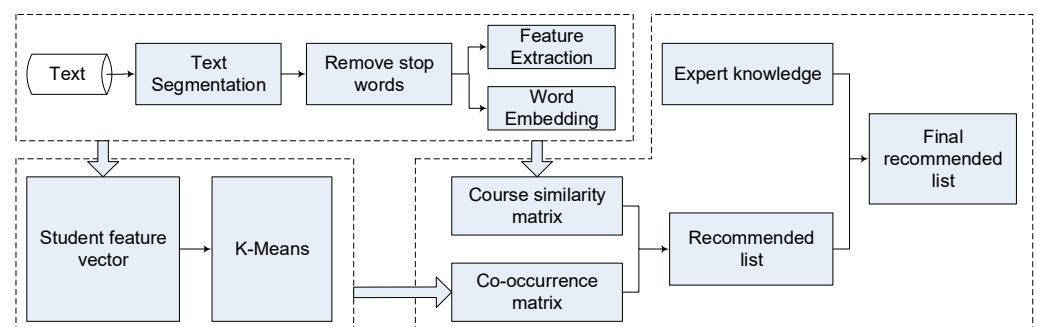 Text
Text
Segmentation
Remove stop
words
Feature
Extraction
Word
Embedding
Expert knowledge
Final
recommended
list
Student feature
vector
K-Means
Course similarity
matrix
Co-occurrence
matrix
Recommended
list